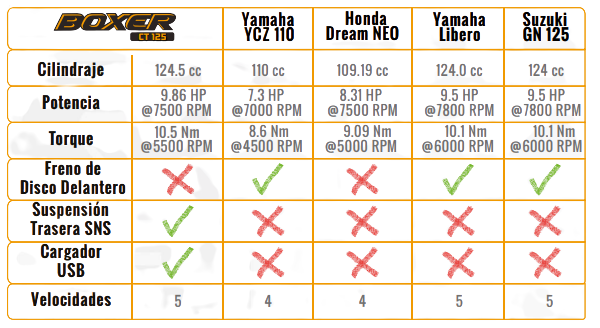 BOXER
CT 125
Yamaha
YCZ 110
Honda
Dream NEO
Yamaha
Libero
Suzuki
GN 125
Cilindraje 124.5 cc 110 cc 109.19 cc 124.0 cc 124 cc
Potencia
9.86 HP
@7500 RPM
7.3 HP
@7000 RPM
8.31 HP
@7500 RPM
9.5 HP
@7800 RPM
9.5 HP
@7800 RPM
Torque
10.5 Nm
@5500 RPM
8.6 Nm
@4500 RPM
9.09 Nm
@5000 RPM
10.1 Nm
@6000 RPM
10.1 Nm
@6000 RPM
Freno de
Disco Delantero
Suspensión
Trasera SNS
Cargador
USB
Velocidades 5 4 4 5 5